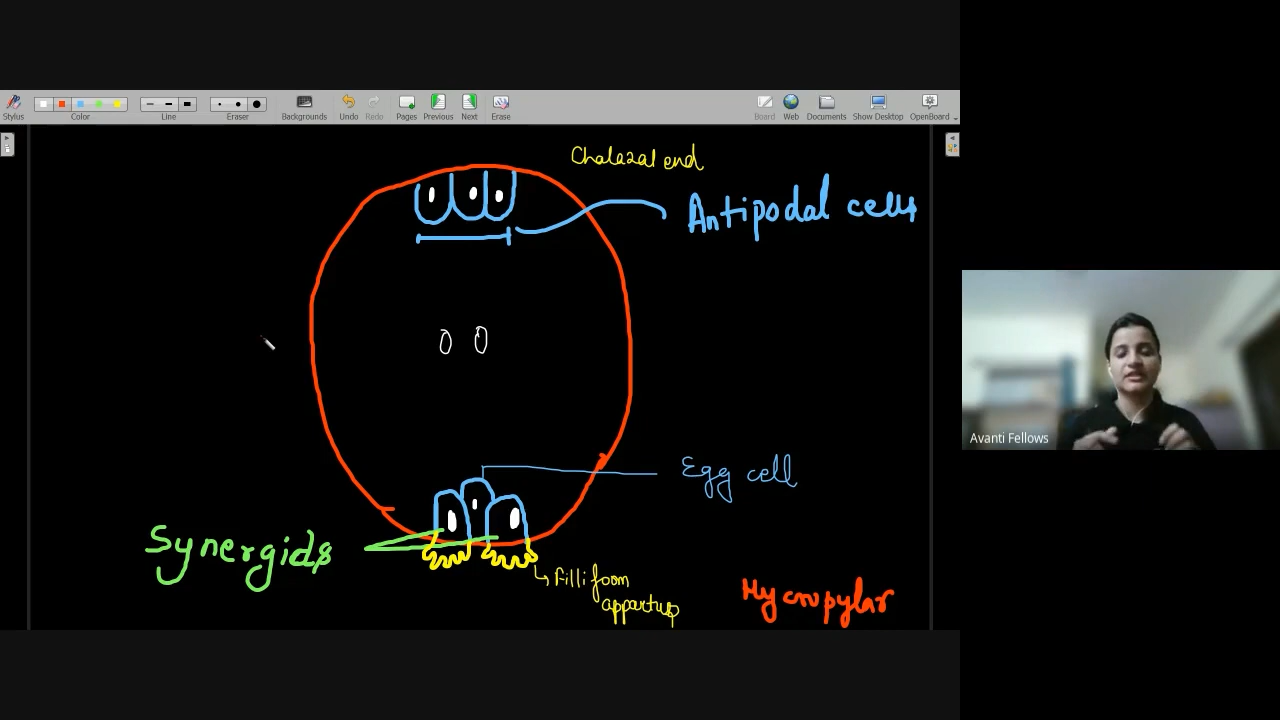 Stylus
Color
Line
Eraser
Backgrounds
Undo
Redo
Pages
Previous
Next
Erase
Board
Web
Documents
Show Desktop
OpenBoard
Chalazal end
Antipodal cells
Egg cell
Synergids
Filliform
appartup
Mycropylar
Avanti Fellows